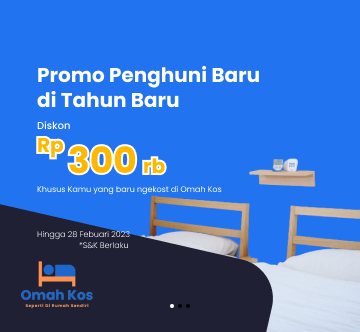 Promo Penghuni Baru
di Tahun Baru
Diskon
Rp 300 rb
Khusus Kamu yang baru ngekost di Omah Kos
Hingga 28 Febuari 2023
*S&K Berlaku
Omah Kos
Seperti Di Rumah Sendiri